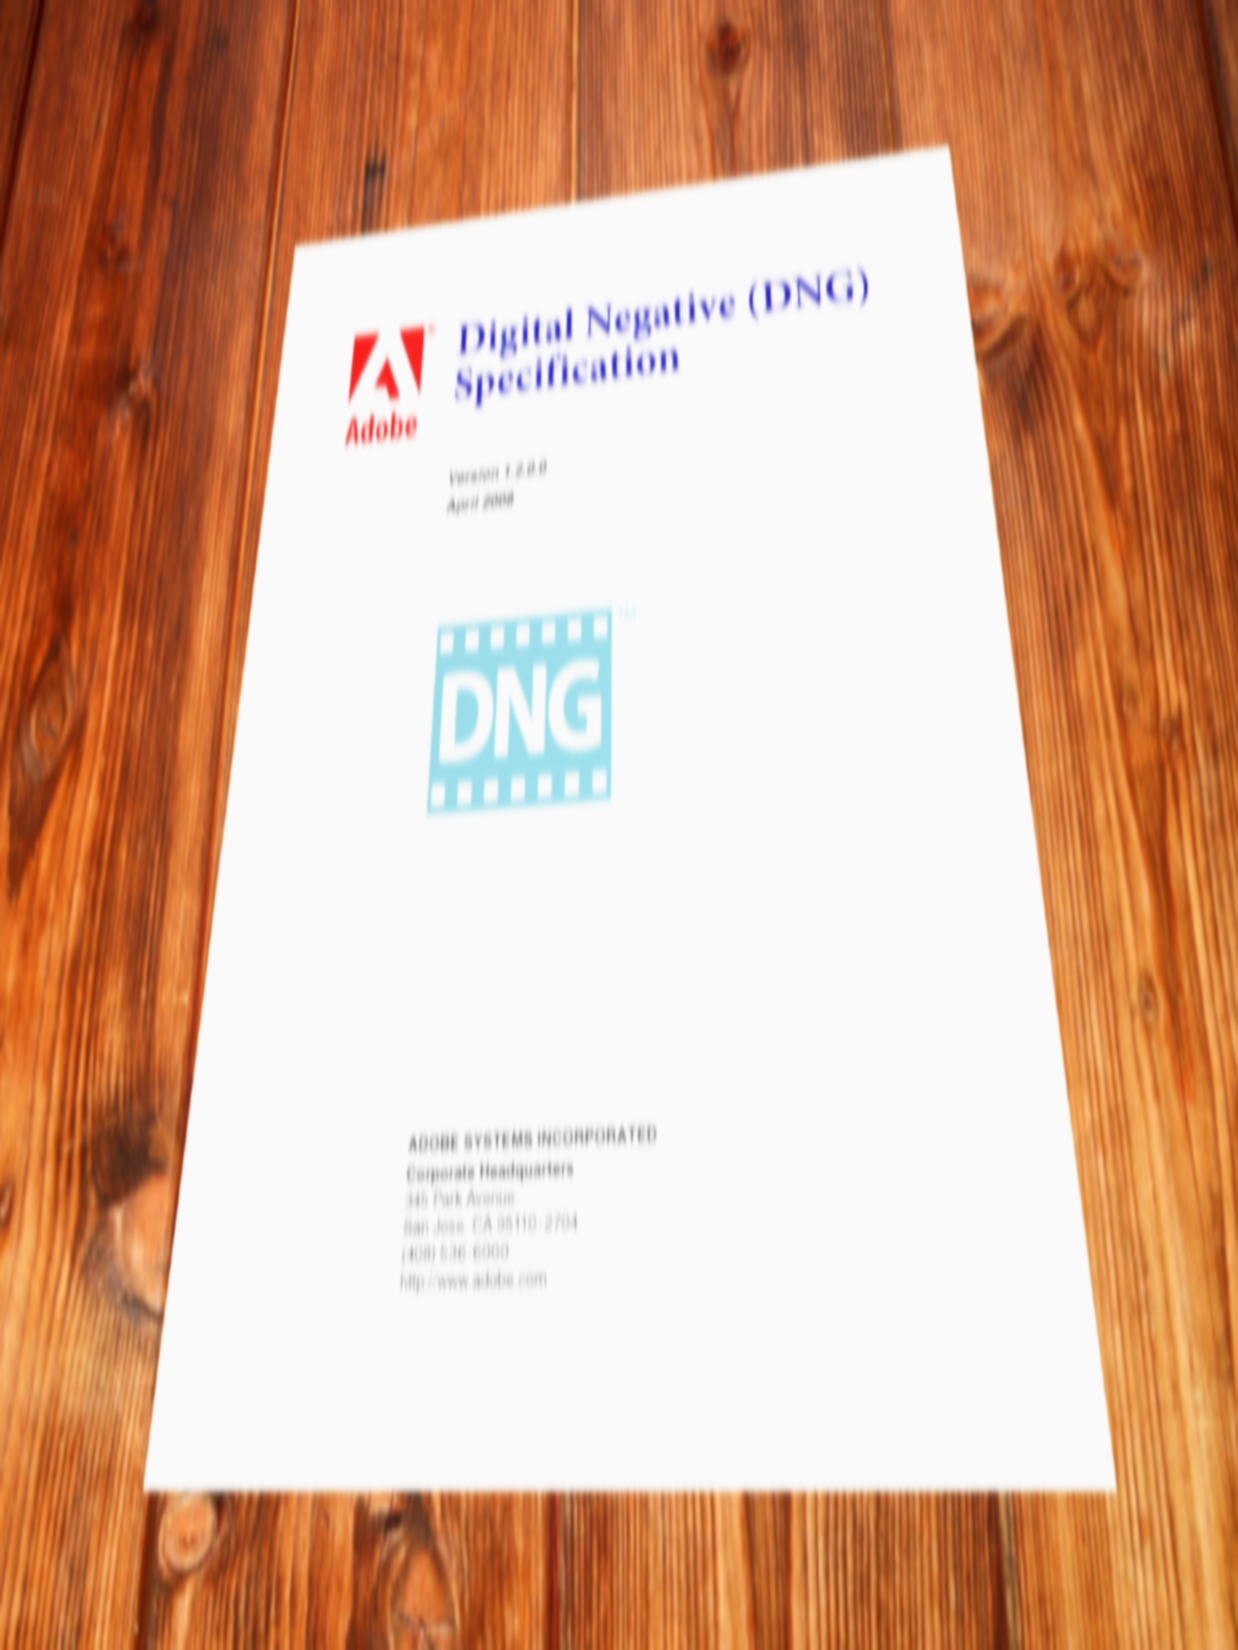 Adobe
Digital Negative (DNG)
Specification
Version 1.2.0.0
April 2008
DNG
ADOBE SYSTEMS INCORPORATED
Corporate Headquarters
345 Park Avenue
San Jose, CA 95110-2704
(408) 536-6000
http://www.adobe.com